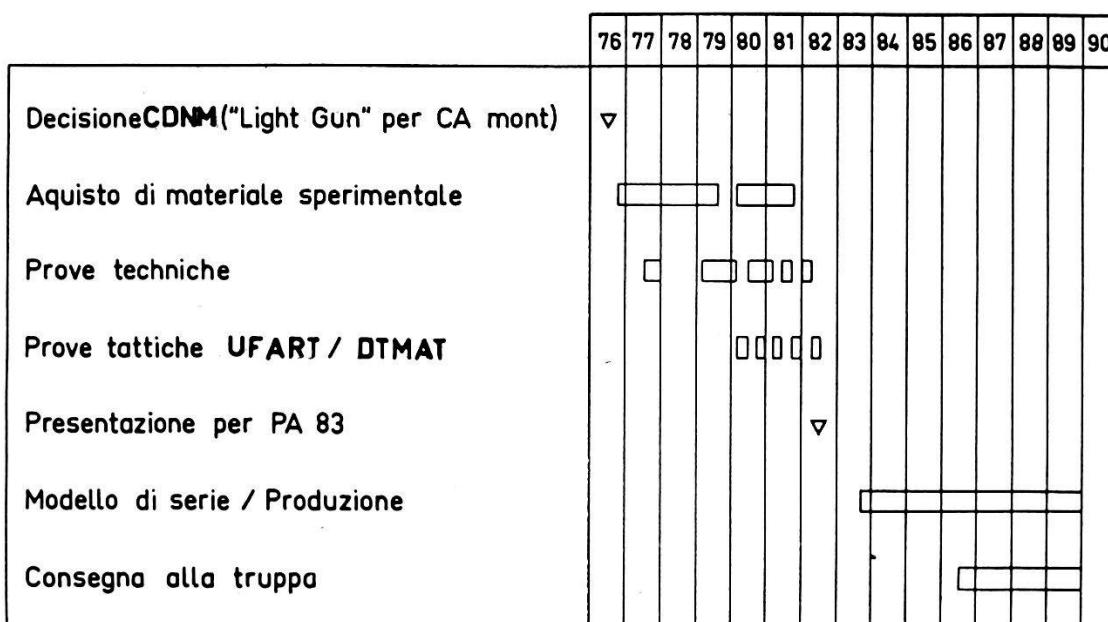 76 77 78 79 80 81 82 83 84 85 86 87 88 89 90
Decisione CDNM ("Light Gun" per CA mont)
Aquisto di materiale sperimentale
Prove techniche
Prove tattiche UFART / DTMAT
Presentazione per PA 83
Modello di serie / Produzione
Consegna alla truppa